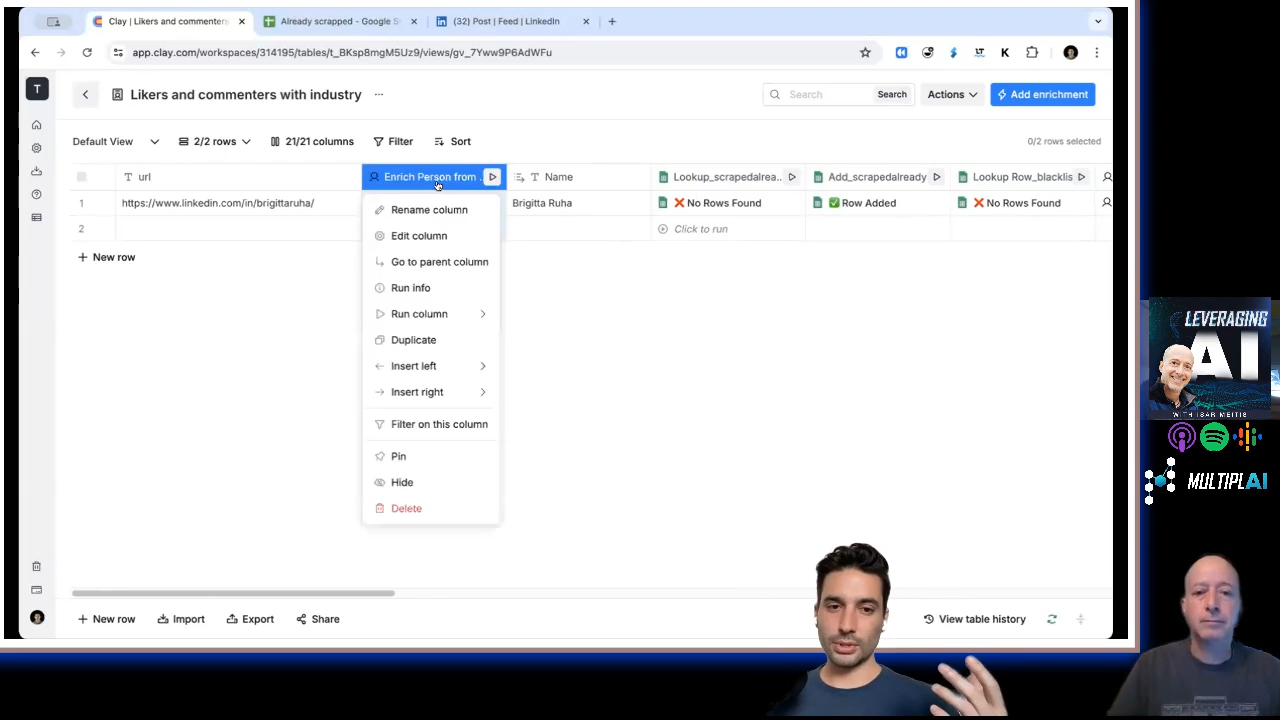 Clay | Likers and commenters
Already scrapped - Google S
(32) Post | Feed | LinkedIn
app.clay.com/workspaces/314195/tables/t_BKsp8mgM5Uz9/views/gv_7Yww9P6AdWFu
T
Likers and commenters with industry
Search
Search
Actions
Add enrichment
Default View
2/2 rows
21/21 columns
Filter
Sort
0/2 rows selected
url
Enrich Person from ..
Name
Lookup_scrapedalrea..
Add_scrapedalready
Lookup Row_blacklis
1
https://www.linkedin.com/in/brigittaruha/
Brigitta Ruha
No Rows Found
Row Added
No Rows Found
2
Click to run
New row
Rename column
Edit column
Go to parent column
Run info
Run column
Duplicate
Insert left
Insert right
Filter on this column
Pin
Hide
Delete
New row
Import
Export
Share
View table history
LEVERAGING
AI
WITH ISAR MEITIS
MULTIPLAI